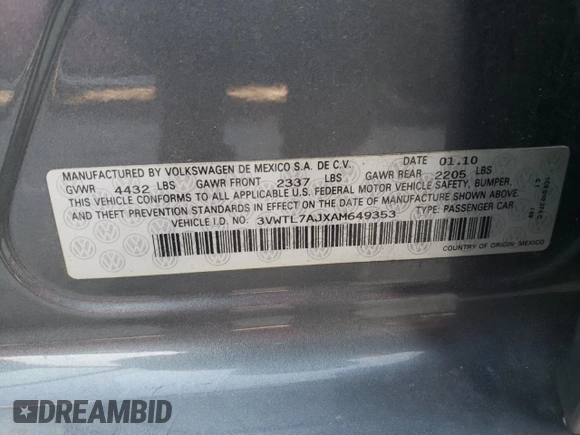 MANUFACTURED BY VOLKSWAGEN DE MEXICO S.A. DE C.V. DATE 01.10
GVWR 4432 LBS GAWR FRONT 2337 LBS GAWR REAR 2205 LBS
THIS VEHICLE CONFORMS TO ALL APPLICABLE U.S. FEDERAL MOTOR VEHICLE SAFETY, BUMPER,
AND THEFT PREVENTION STANDARDS IN EFFECT ON THE DATE OF MANUFACTURE SHOWN ABOVE.
VEHICLE I.D. NO: 3VWTL7AJXAM649353 TYPE: PASSENGER CAR
COUNTRY OF ORIGIN: MEXICO
DREAMBID